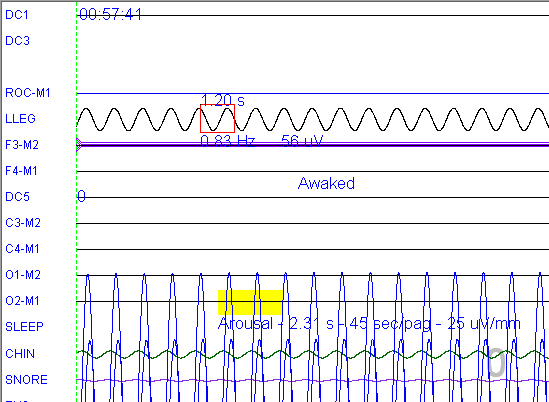 DC1 00:57:41
DC3
ROC-M1
1.20 s
LLEG
F3-M2 0.83 Hz 56 uV
F4-M1
Awaked
DC5 0
C3-M2
C4-M1
O1-M2
O2-M1
SLEEP Arousal - 2.31 s - 45 sec/pag - 25 uV/mm
CHIN 0
SNORE